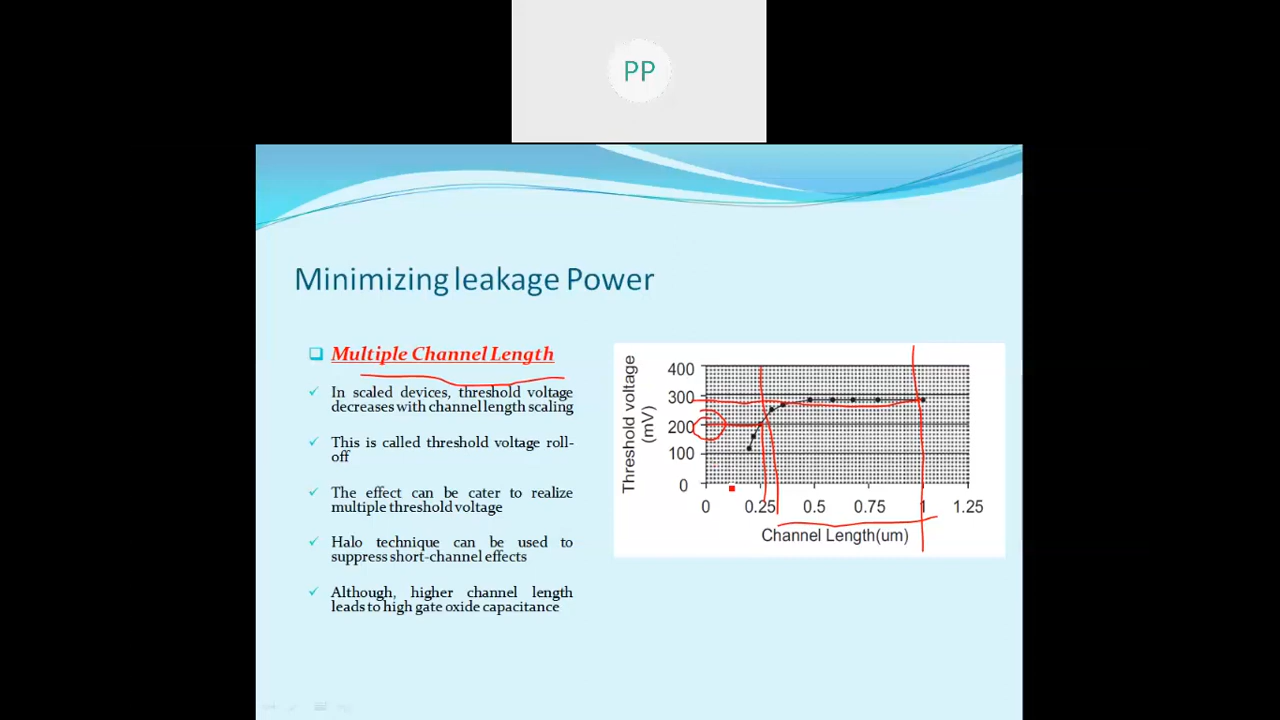 PP
Minimizing leakage Power
Multiple Channel Length
In scaled devices, threshold voltage
decreases with channel length scaling
This is called threshold voltage roll-
off
The effect can be cater to realize
multiple threshold voltage
Halo technique can be used to
suppress short-channel effects
Although, higher channel length
leads to high gate oxide capacitance
Threshold voltage
(mV)
400
300
200
100
0
0 0.25 0.5 0.75 1 1.25
Channel Length(um)